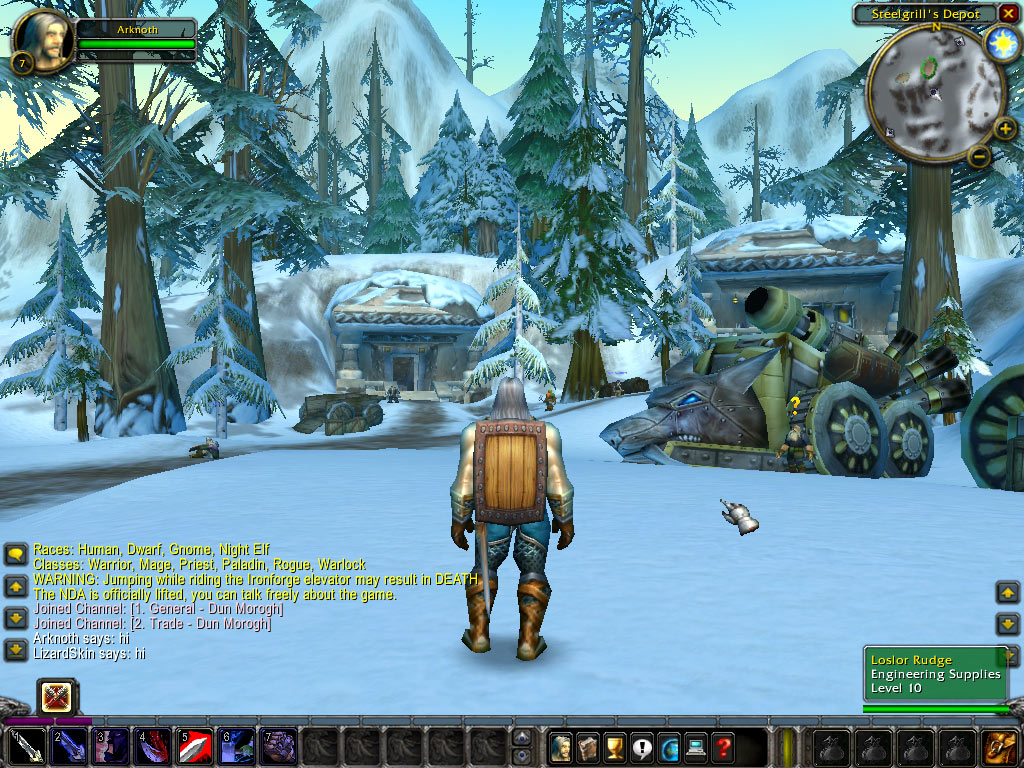 Arknoth
7
Steelgrill's Depot
N
Races: Human, Dwarf, Gnome, Night Elf
Classes: Warrior, Mage, Priest, Paladin, Rogue, Warlock
WARNING: Jumping while riding the Ironforge elevator may result in DEATH
The NDA is officially lifted, you can talk freely about the game.
Joined Channel: [1. General - Dun Morogh]
Joined Channel: [2. Trade - Dun Morogh]
Arknoth says: hi
LizardSkin says: hi
Loslor Rudge
Engineering Supplies
Level 10
1 2 3 4 5 6 7